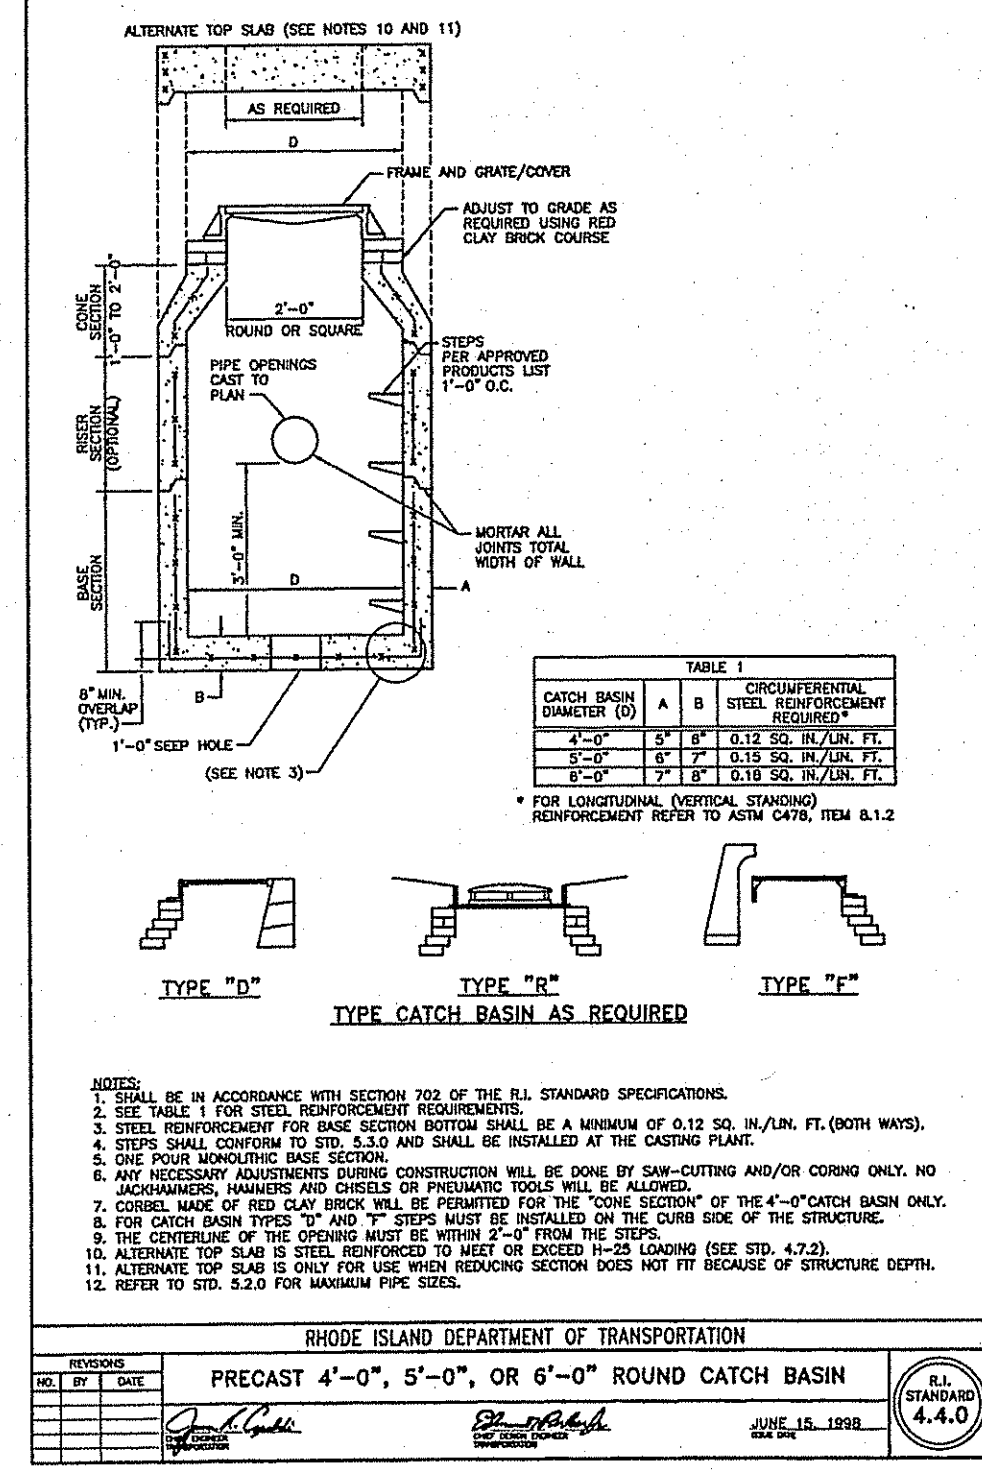 ALTERNATE TOP SLAB (SEE NOTES 10 AND 11)
AS REQUIRED
D
FRAME AND GRATE/COVER
ADJUST TO GRADE AS
REQUIRED USING RED
CLAY BRICK COURSE
CONE
SECTION
1'-0" TO 2'-0"
2'-0"
ROUND OR SQUARE
STEPS
PER APPROVED
PRODUCTS LIST
1'-0" O.C.
PIPE OPENINGS
CAST TO
PLAN
RISER
SECTION
(OPTIONAL)
3'-0" MIN.
MORTAR ALL
JOINTS TOTAL
WIDTH OF WALL
BASE
SECTION
D
A
8" MIN.
OVERLAP
(TYP.)
B
1'-0" SEEP HOLE
(SEE NOTE 3)
TABLE 1
CATCH BASIN DIAMETER (D) A B CIRCUMFERENTIAL STEEL REINFORCEMENT REQUIRED*
4'-0" 5" 6" 0.12 SQ. IN./LIN. FT.
5'-0" 6" 7" 0.15 SQ. IN./LIN. FT.
6'-0" 7" 8" 0.18 SQ. IN./LIN. FT.
* FOR LONGITUDINAL (VERTICAL STANDING)
REINFORCEMENT REFER TO ASTM C478, ITEM 8.1.2
TYPE "D"
TYPE "R"
TYPE "F"
TYPE CATCH BASIN AS REQUIRED
NOTES:
1. SHALL BE IN ACCORDANCE WITH SECTION 702 OF THE R.I. STANDARD SPECIFICATIONS.
2. SEE TABLE 1 FOR STEEL REINFORCEMENT REQUIREMENTS.
3. STEEL REINFORCEMENT FOR BASE SECTION BOTTOM SHALL BE A MINIMUM OF 0.12 SQ. IN./LIN. FT. (BOTH WAYS).
4. STEPS SHALL CONFORM TO STD. 5.3.0 AND SHALL BE INSTALLED AT THE CASTING PLANT.
5. ONE POUR MONOLITHIC BASE SECTION.
6. ANY NECESSARY ADJUSTMENTS DURING CONSTRUCTION WILL BE DONE BY SAW-CUTTING AND/OR CORING ONLY. NO
JACKHAMMERS, HAMMERS AND CHISELS OR PNEUMATIC TOOLS WILL BE ALLOWED.
7. CORBEL MADE OF RED CLAY BRICK WILL BE PERMITTED FOR THE "CONE SECTION" OF THE 4'-0" CATCH BASIN ONLY.
8. FOR CATCH BASIN TYPES "D" AND "F" STEPS MUST BE INSTALLED ON THE CURB SIDE OF THE STRUCTURE.
9. THE CENTERLINE OF THE OPENING MUST BE WITHIN 2'-0" FROM THE STEPS.
10. ALTERNATE TOP SLAB IS STEEL REINFORCED TO MEET OR EXCEED H-25 LOADING (SEE STD. 4.7.2).
11. ALTERNATE TOP SLAB IS ONLY FOR USE WHEN REDUCING SECTION DOES NOT FIT BECAUSE OF STRUCTURE DEPTH.
12. REFER TO STD. 5.2.0 FOR MAXIMUM PIPE SIZES.
RHODE ISLAND DEPARTMENT OF TRANSPORTATION
REVISIONS
NO. BY DATE
PRECAST 4'-0", 5'-0", OR 6'-0" ROUND CATCH BASIN
R.I.
STANDARD
4.4.0
CHIEF ENGINEER
TRANSPORTATION
CHIEF DESIGN ENGINEER
TRANSPORTATION
JUNE 15, 1998
ISSUE DATE